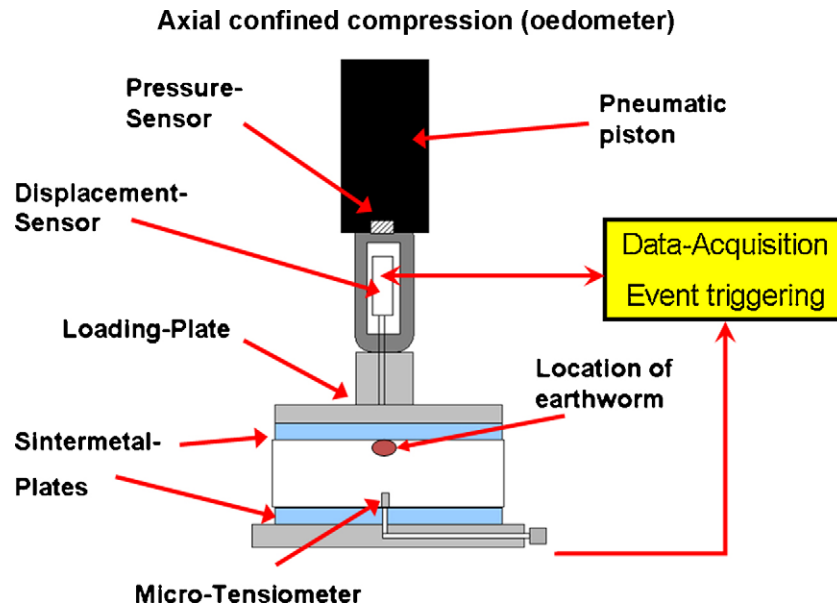 Axial confined compression (oedometer)
Pressure-
Sensor
Pneumatic
piston
Displacement-
Sensor
Data-Acquisition
Event triggering
Loading-Plate
Location of
earthworm
Sintermetal-
Plates
Micro-Tensiometer